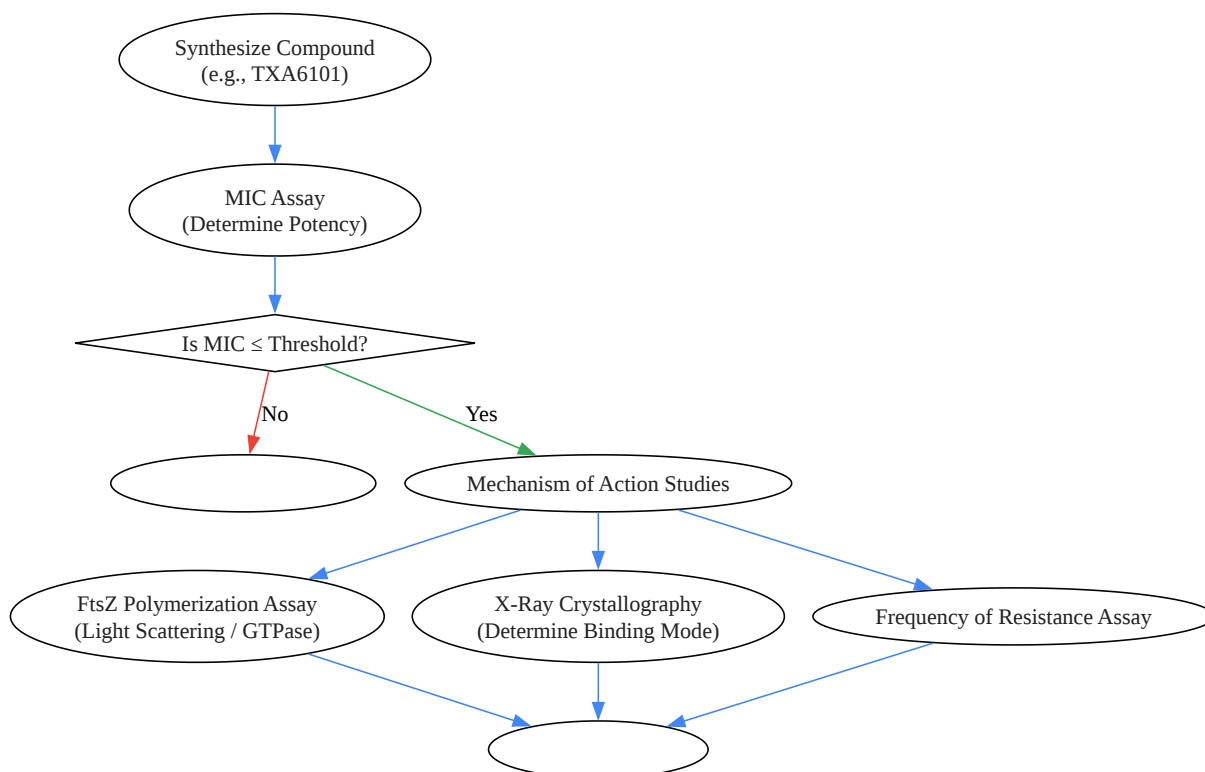 Synthesize Compound
(e.g., TXA6101)
MIC Assay
(Determine Potency)
Is MIC ≤ Threshold?
No
Yes
Mechanism of Action Studies
FtsZ Polymerization Assay
(Light Scattering / GTPase)
X-Ray Crystallography
(Determine Binding Mode)
Frequency of Resistance Assay